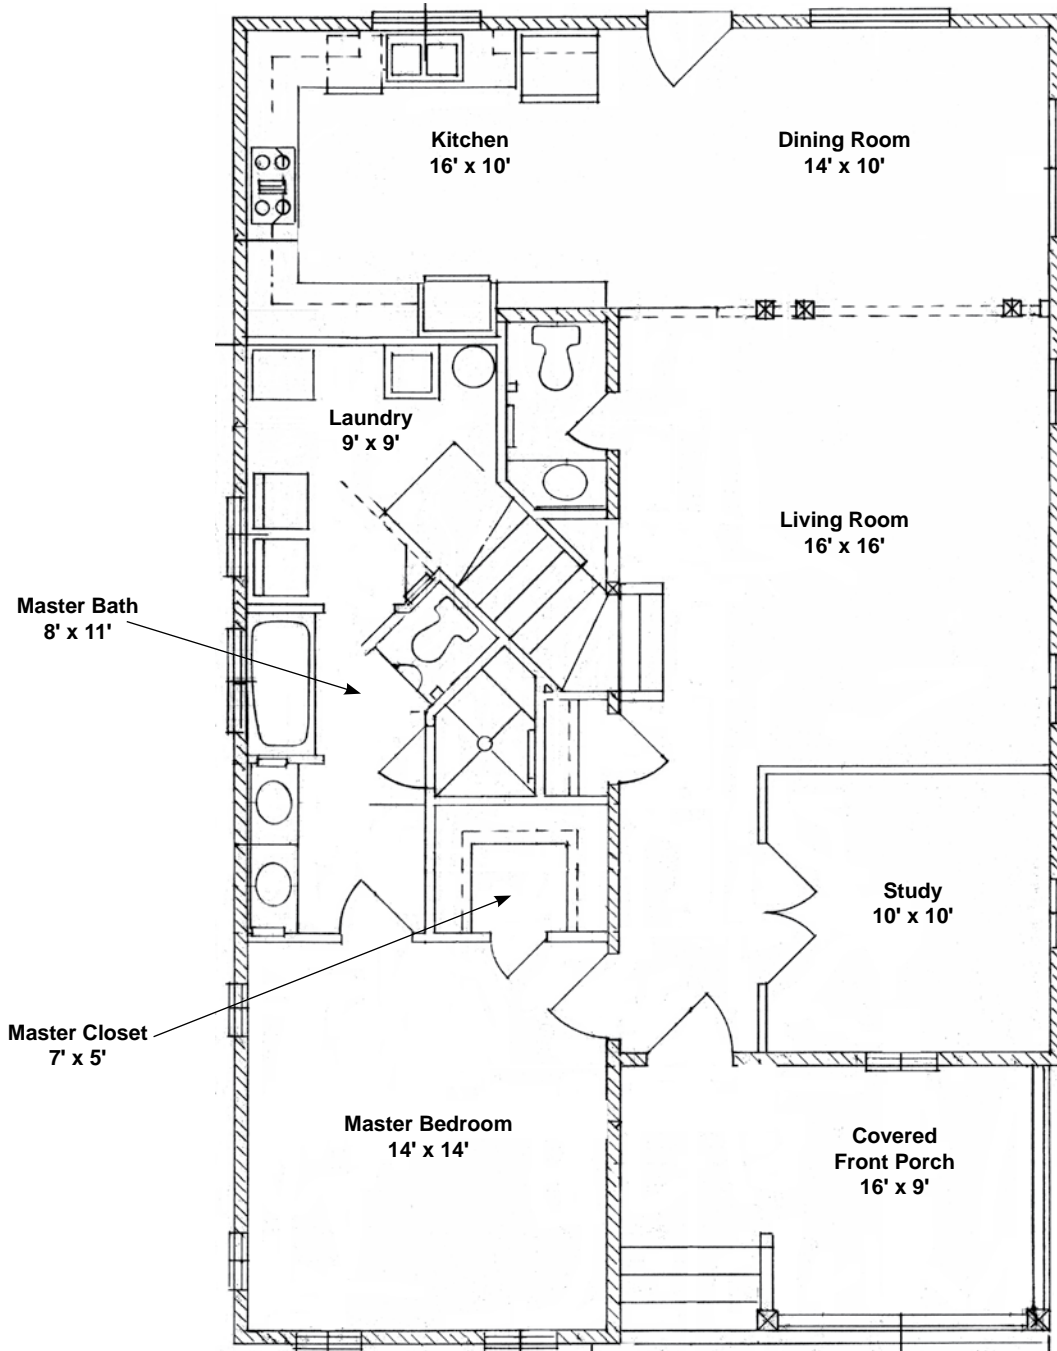 Kitchen
16' x 10'
Dining Room
14' x 10'
Laundry
9' x 9'
Living Room
16' x 16'
Master Bath
8' x 11'
Study
10' x 10'
Master Closet
7' x 5'
Master Bedroom
14' x 14'
Covered
Front Porch
16' x 9'